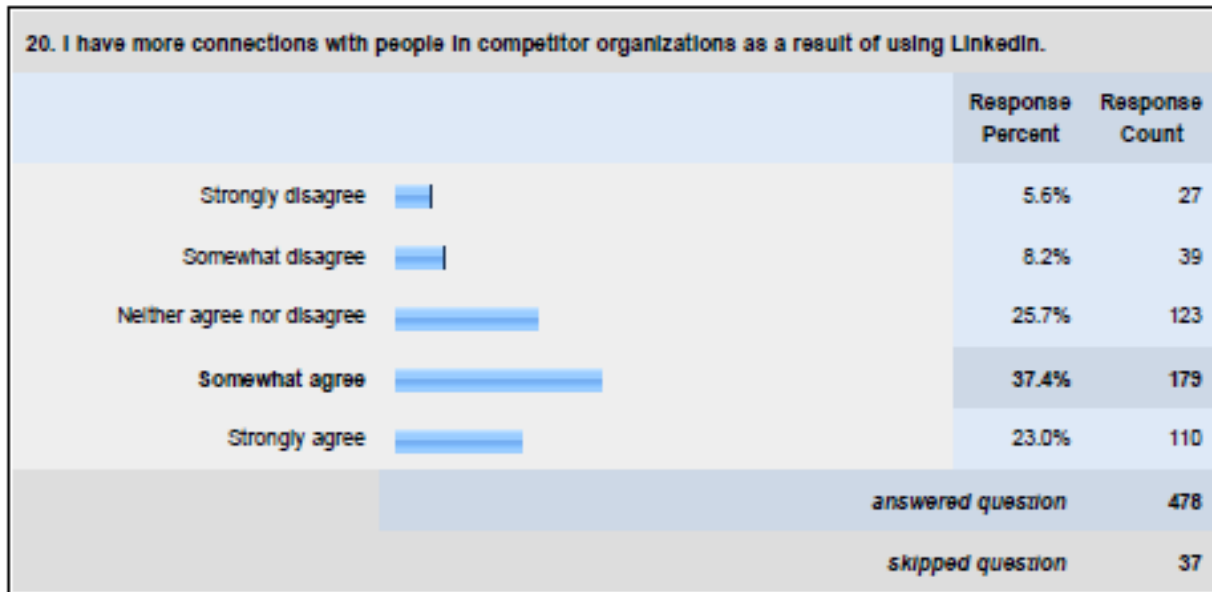 20. I have more connections with people in competitor organizations as a result of using LinkedIn.
Response Percent Response Count
Strongly disagree 5.6% 27
Somewhat disagree 8.2% 39
Neither agree nor disagree 25.7% 123
Somewhat agree 37.4% 179
Strongly agree 23.0% 110
answered question 478
skipped question 37